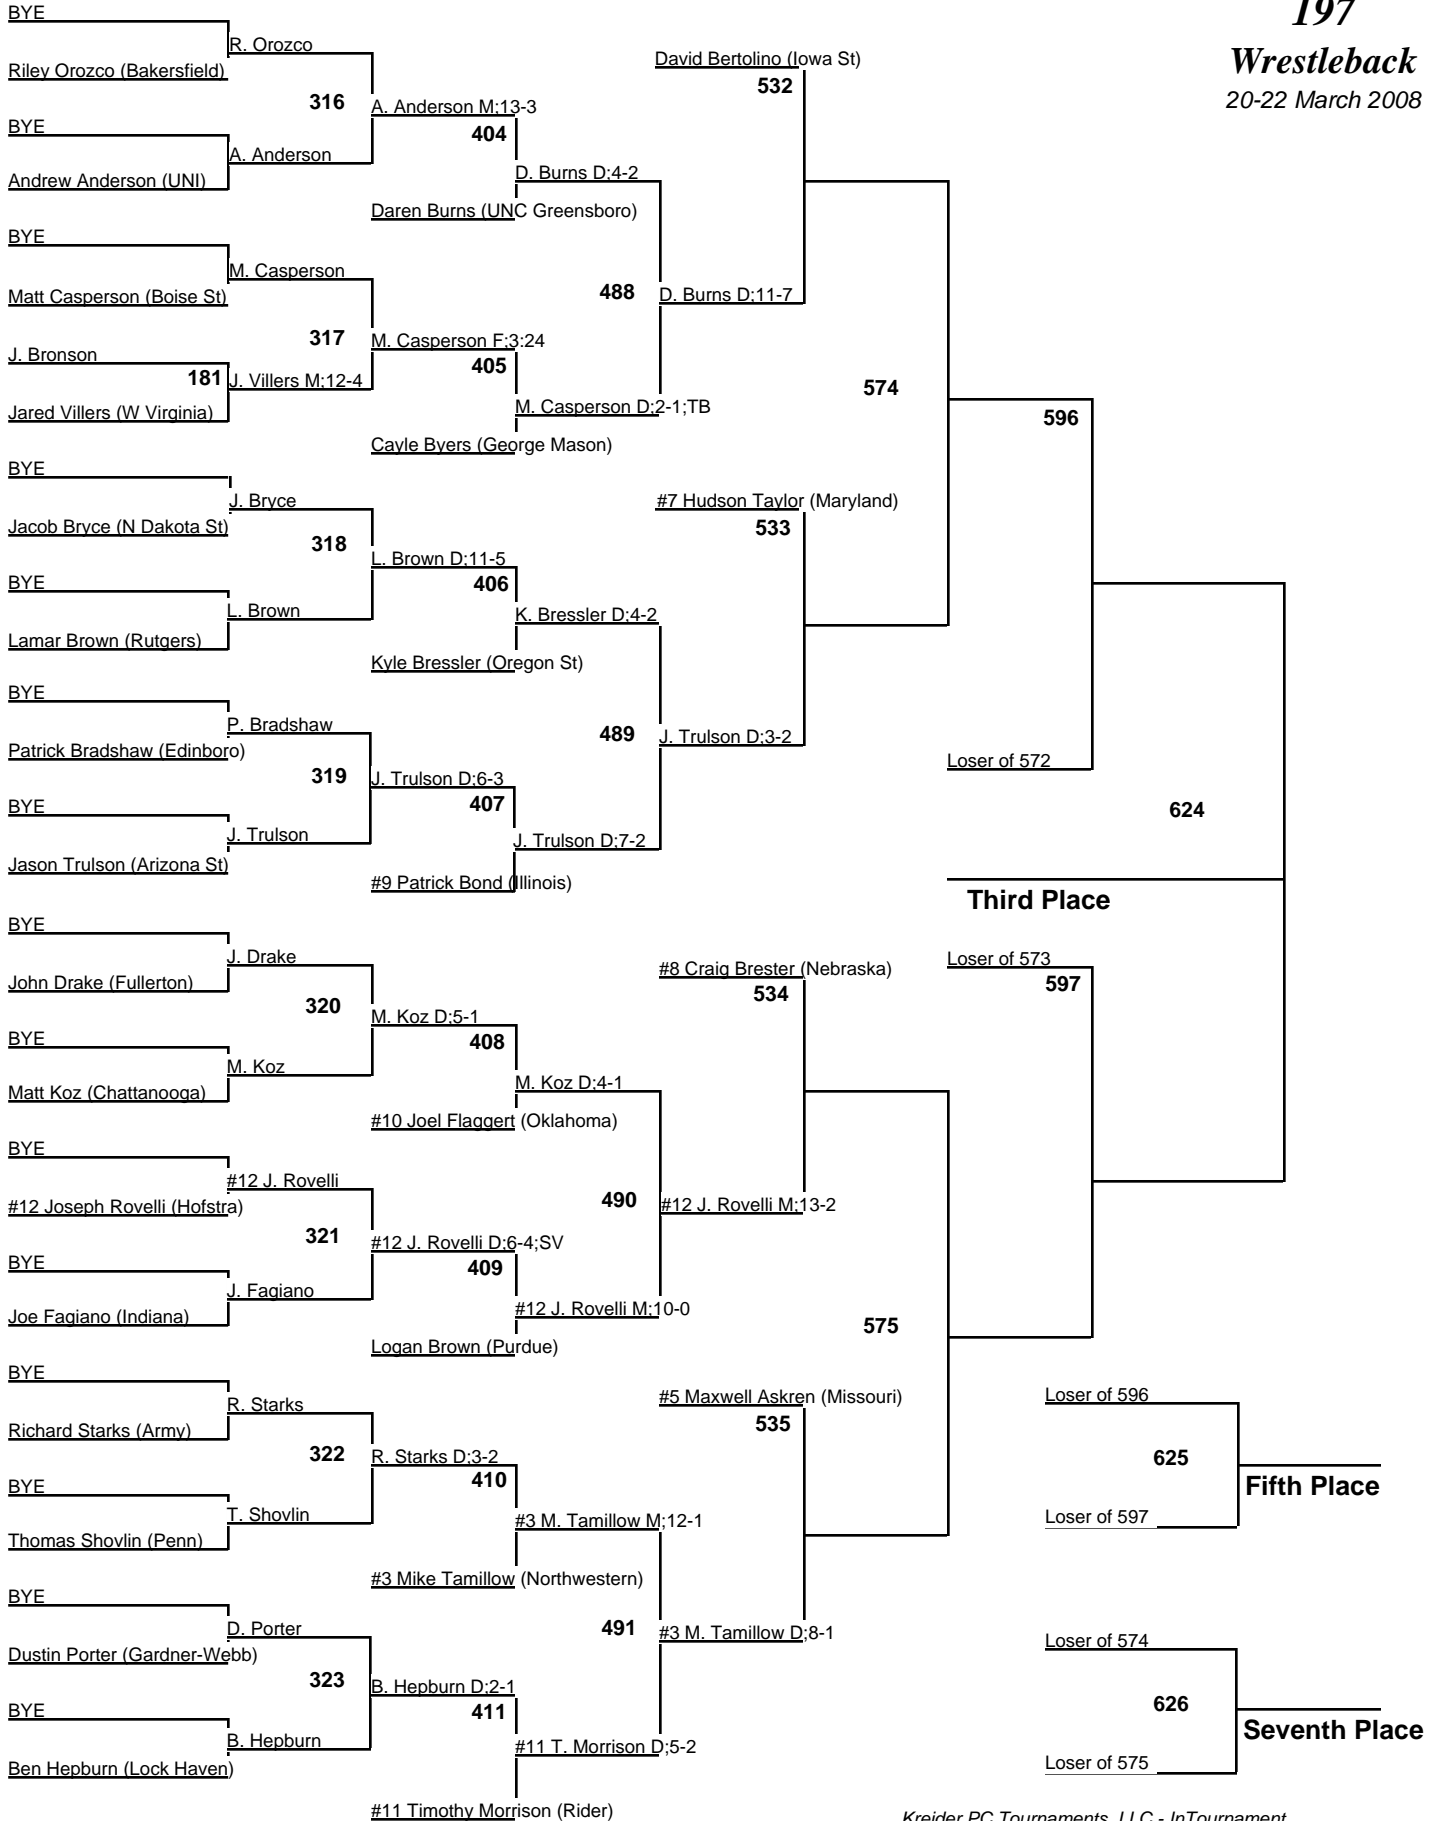 197
Wrestleback
20-22 March 2008
BYE
R. Orozco
Riley Orozco (Bakersfield)
316
A. Anderson M;13-3
BYE
404
A. Anderson
Andrew Anderson (UNI)
D. Burns D;4-2
Daren Burns (UNC Greensboro)
BYE
M. Casperson
Matt Casperson (Boise St)
488
D. Burns D;11-7
317
M. Casperson F;3:24
J. Bronson
405
181
J. Villers M;12-4
Jared Villers (W Virginia)
M. Casperson D;2-1;TB
Cayle Byers (George Mason)
David Bertolino (Iowa St)
532
574
596
BYE
J. Bryce
Jacob Bryce (N Dakota St)
318
L. Brown D;11-5
BYE
406
L. Brown
Lamar Brown (Rutgers)
K. Bressler D;4-2
Kyle Bressler (Oregon St)
#7 Hudson Taylor (Maryland)
533
BYE
P. Bradshaw
Patrick Bradshaw (Edinboro)
489
J. Trulson D;3-2
319
J. Trulson D;6-3
BYE
407
J. Trulson
Jason Trulson (Arizona St)
J. Trulson D;7-2
#9 Patrick Bond (Illinois)
Loser of 572
624
Third Place
BYE
J. Drake
John Drake (Fullerton)
320
M. Koz D;5-1
BYE
408
M. Koz
Matt Koz (Chattanooga)
M. Koz D;4-1
#10 Joel Flaggert (Oklahoma)
#8 Craig Brester (Nebraska)
534
Loser of 573
597
BYE
#12 J. Rovelli
#12 Joseph Rovelli (Hofstra)
490
#12 J. Rovelli M;13-2
321
#12 J. Rovelli D;6-4;SV
BYE
409
J. Fagiano
Joe Fagiano (Indiana)
#12 J. Rovelli M;10-0
Logan Brown (Purdue)
575
BYE
R. Starks
Richard Starks (Army)
322
R. Starks D;3-2
BYE
410
T. Shovlin
Thomas Shovlin (Penn)
#3 M. Tamillow M;12-1
#3 Mike Tamillow (Northwestern)
#5 Maxwell Askren (Missouri)
535
Loser of 596
625
Fifth Place
Loser of 597
BYE
D. Porter
Dustin Porter (Gardner-Webb)
491
#3 M. Tamillow D;8-1
323
B. Hepburn D;2-1
BYE
411
B. Hepburn
Ben Hepburn (Lock Haven)
#11 T. Morrison D;5-2
#11 Timothy Morrison (Rider)
Loser of 574
626
Seventh Place
Loser of 575
Kreider PC Tournaments, LLC - InTournament